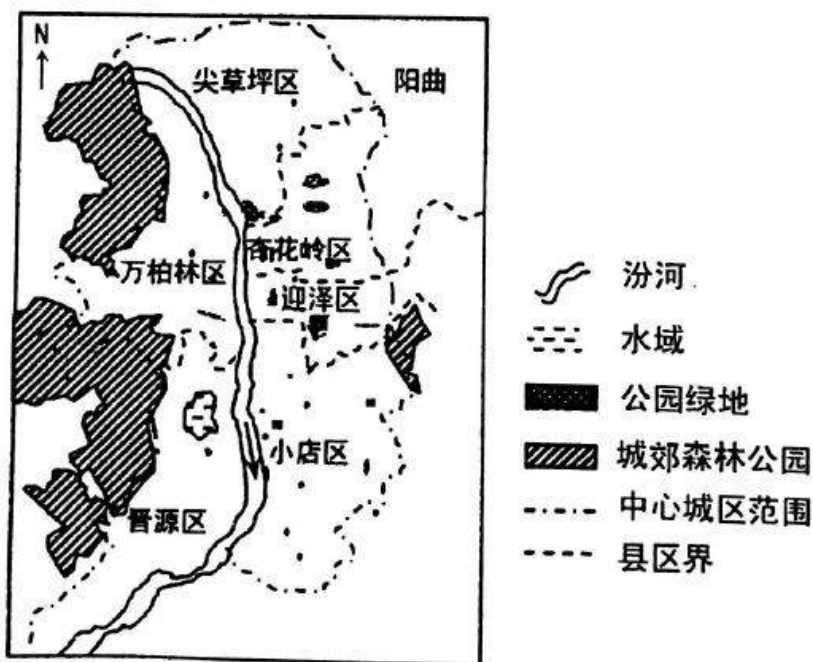 N
尖草坪区
阳曲
杏花岭区
万柏林区
迎泽区
小店区
晋源区
汾河
水域
公园绿地
城郊森林公园
中心城区范围
县区界